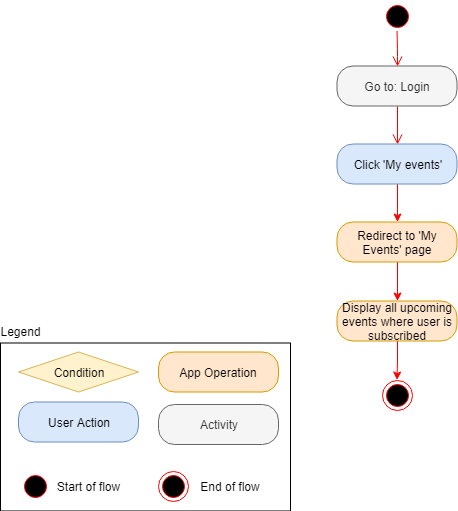 Go to: Login
Click 'My events'
Redirect to 'My
Events' page
Display all upcoming
events where user is
subscribed
Legend
Condition
App Operation
User Action
Activity
Start of flow
End of flow